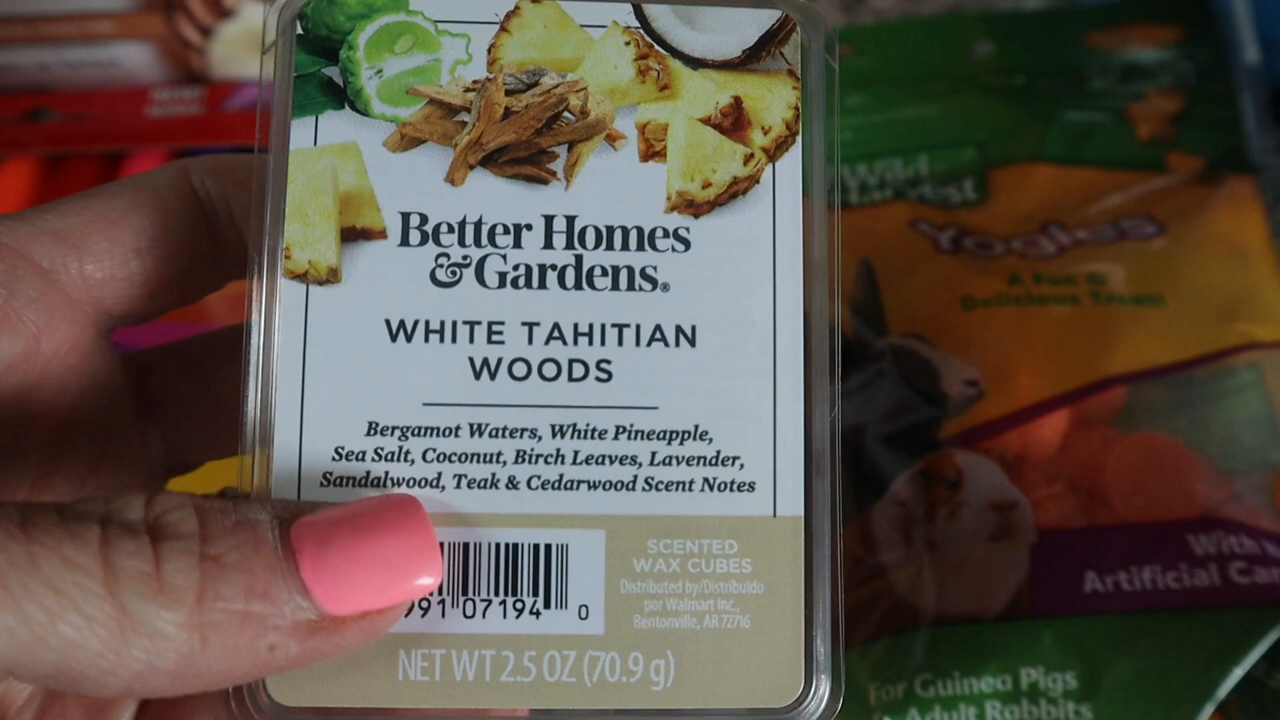 Better Homes
& Gardens®
WHITE TAHITIAN
WOODS
Bergamot Waters, White Pineapple,
Sea Salt, Coconut, Birch Leaves, Lavender,
Sandalwood, Teak & Cedarwood Scent Notes
991 07194 0
SCENTED
WAX CUBES
Distributed by/Distribuido
por Walmart Inc.,
Bentonville, AR 72716
NET WT 2.5 OZ (70.9 g)
Wild
Harvest
Yogies
A Fun &
Delicious Treat!
With
Artificial
For Guinea Pigs
Adult Rabbits